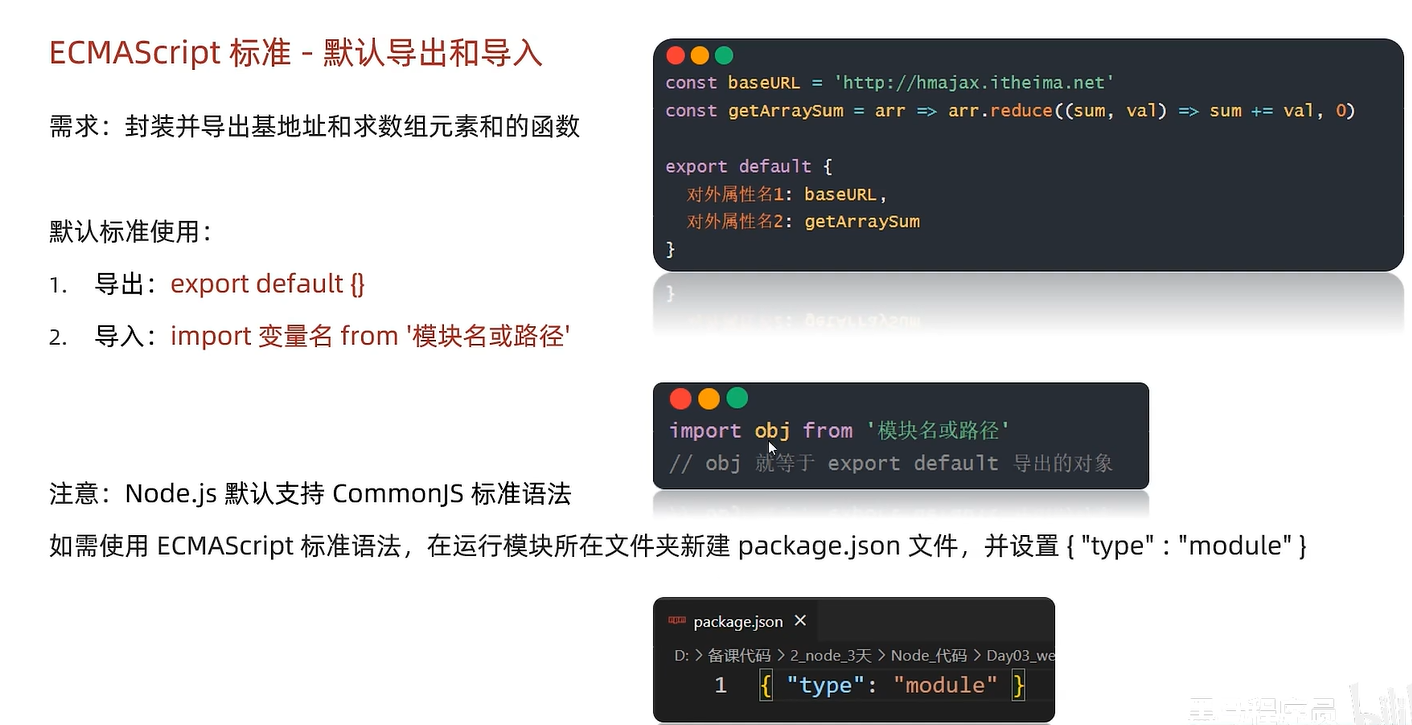 ECMAScript 标准 - 默认导出和导入
需求：封装并导出基地址和求数组元素和的函数
默认标准使用：
1. 导出：export default {}
2. 导入：import 变量名 from '模块名或路径'
const baseURL = 'http://hmajax.itheima.net'
const getArraySum = arr => arr.reduce((sum, val) => sum += val, 0)
export default {
对外属性名1: baseURL,
对外属性名2: getArraySum
}
import obj from '模块名或路径'
// obj 就等于 export default 导出的对象
注意：Node.js 默认支持 CommonJS 标准语法
如需使用 ECMAScript 标准语法，在运行模块所在文件夹新建 package.json 文件，并设置 { "type" : "module" }
package.json ×
D: > 备课代码 > 2_node_3天 > Node_代码 > Day03_we
1 { "type": "module" }